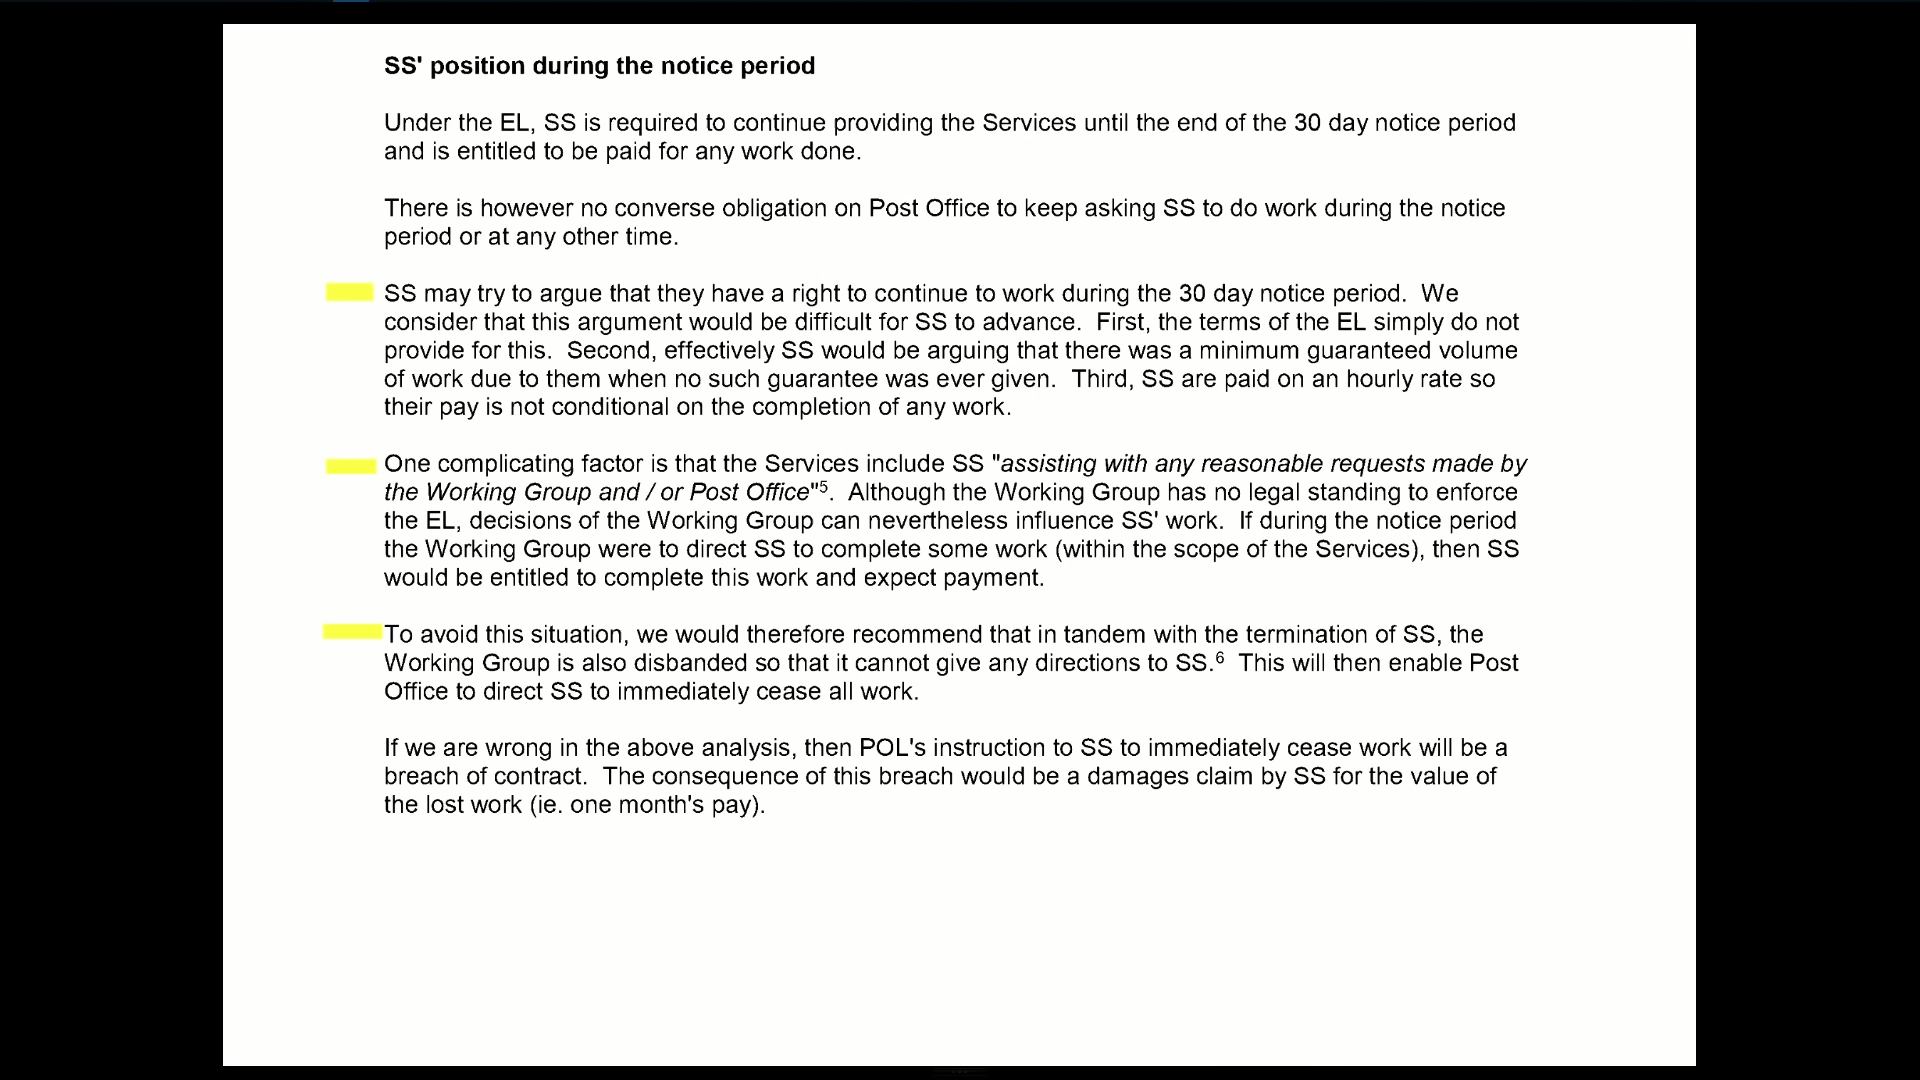 SS' position during the notice period
Under the EL, SS is required to continue providing the Services until the end of the 30 day notice period
and is entitled to be paid for any work done.
There is however no converse obligation on Post Office to keep asking SS to do work during the notice
period or at any other time.
SS may try to argue that they have a right to continue to work during the 30 day notice period.  We
consider that this argument would be difficult for SS to advance.  First, the terms of the EL simply do not
provide for this.  Second, effectively SS would be arguing that there was a minimum guaranteed volume
of work due to them when no such guarantee was ever given.  Third, SS are paid on an hourly rate so
their pay is not conditional on the completion of any work.
One complicating factor is that the Services include SS "assisting with any reasonable requests made by
the Working Group and / or Post Office"⁵.  Although the Working Group has no legal standing to enforce
the EL, decisions of the Working Group can nevertheless influence SS' work.  If during the notice period
the Working Group were to direct SS to complete some work (within the scope of the Services), then SS
would be entitled to complete this work and expect payment.
To avoid this situation, we would therefore recommend that in tandem with the termination of SS, the
Working Group is also disbanded so that it cannot give any directions to SS.⁶  This will then enable Post
Office to direct SS to immediately cease all work.
If we are wrong in the above analysis, then POL's instruction to SS to immediately cease work will be a
breach of contract.  The consequence of this breach would be a damages claim by SS for the value of
the lost work (ie. one month's pay).